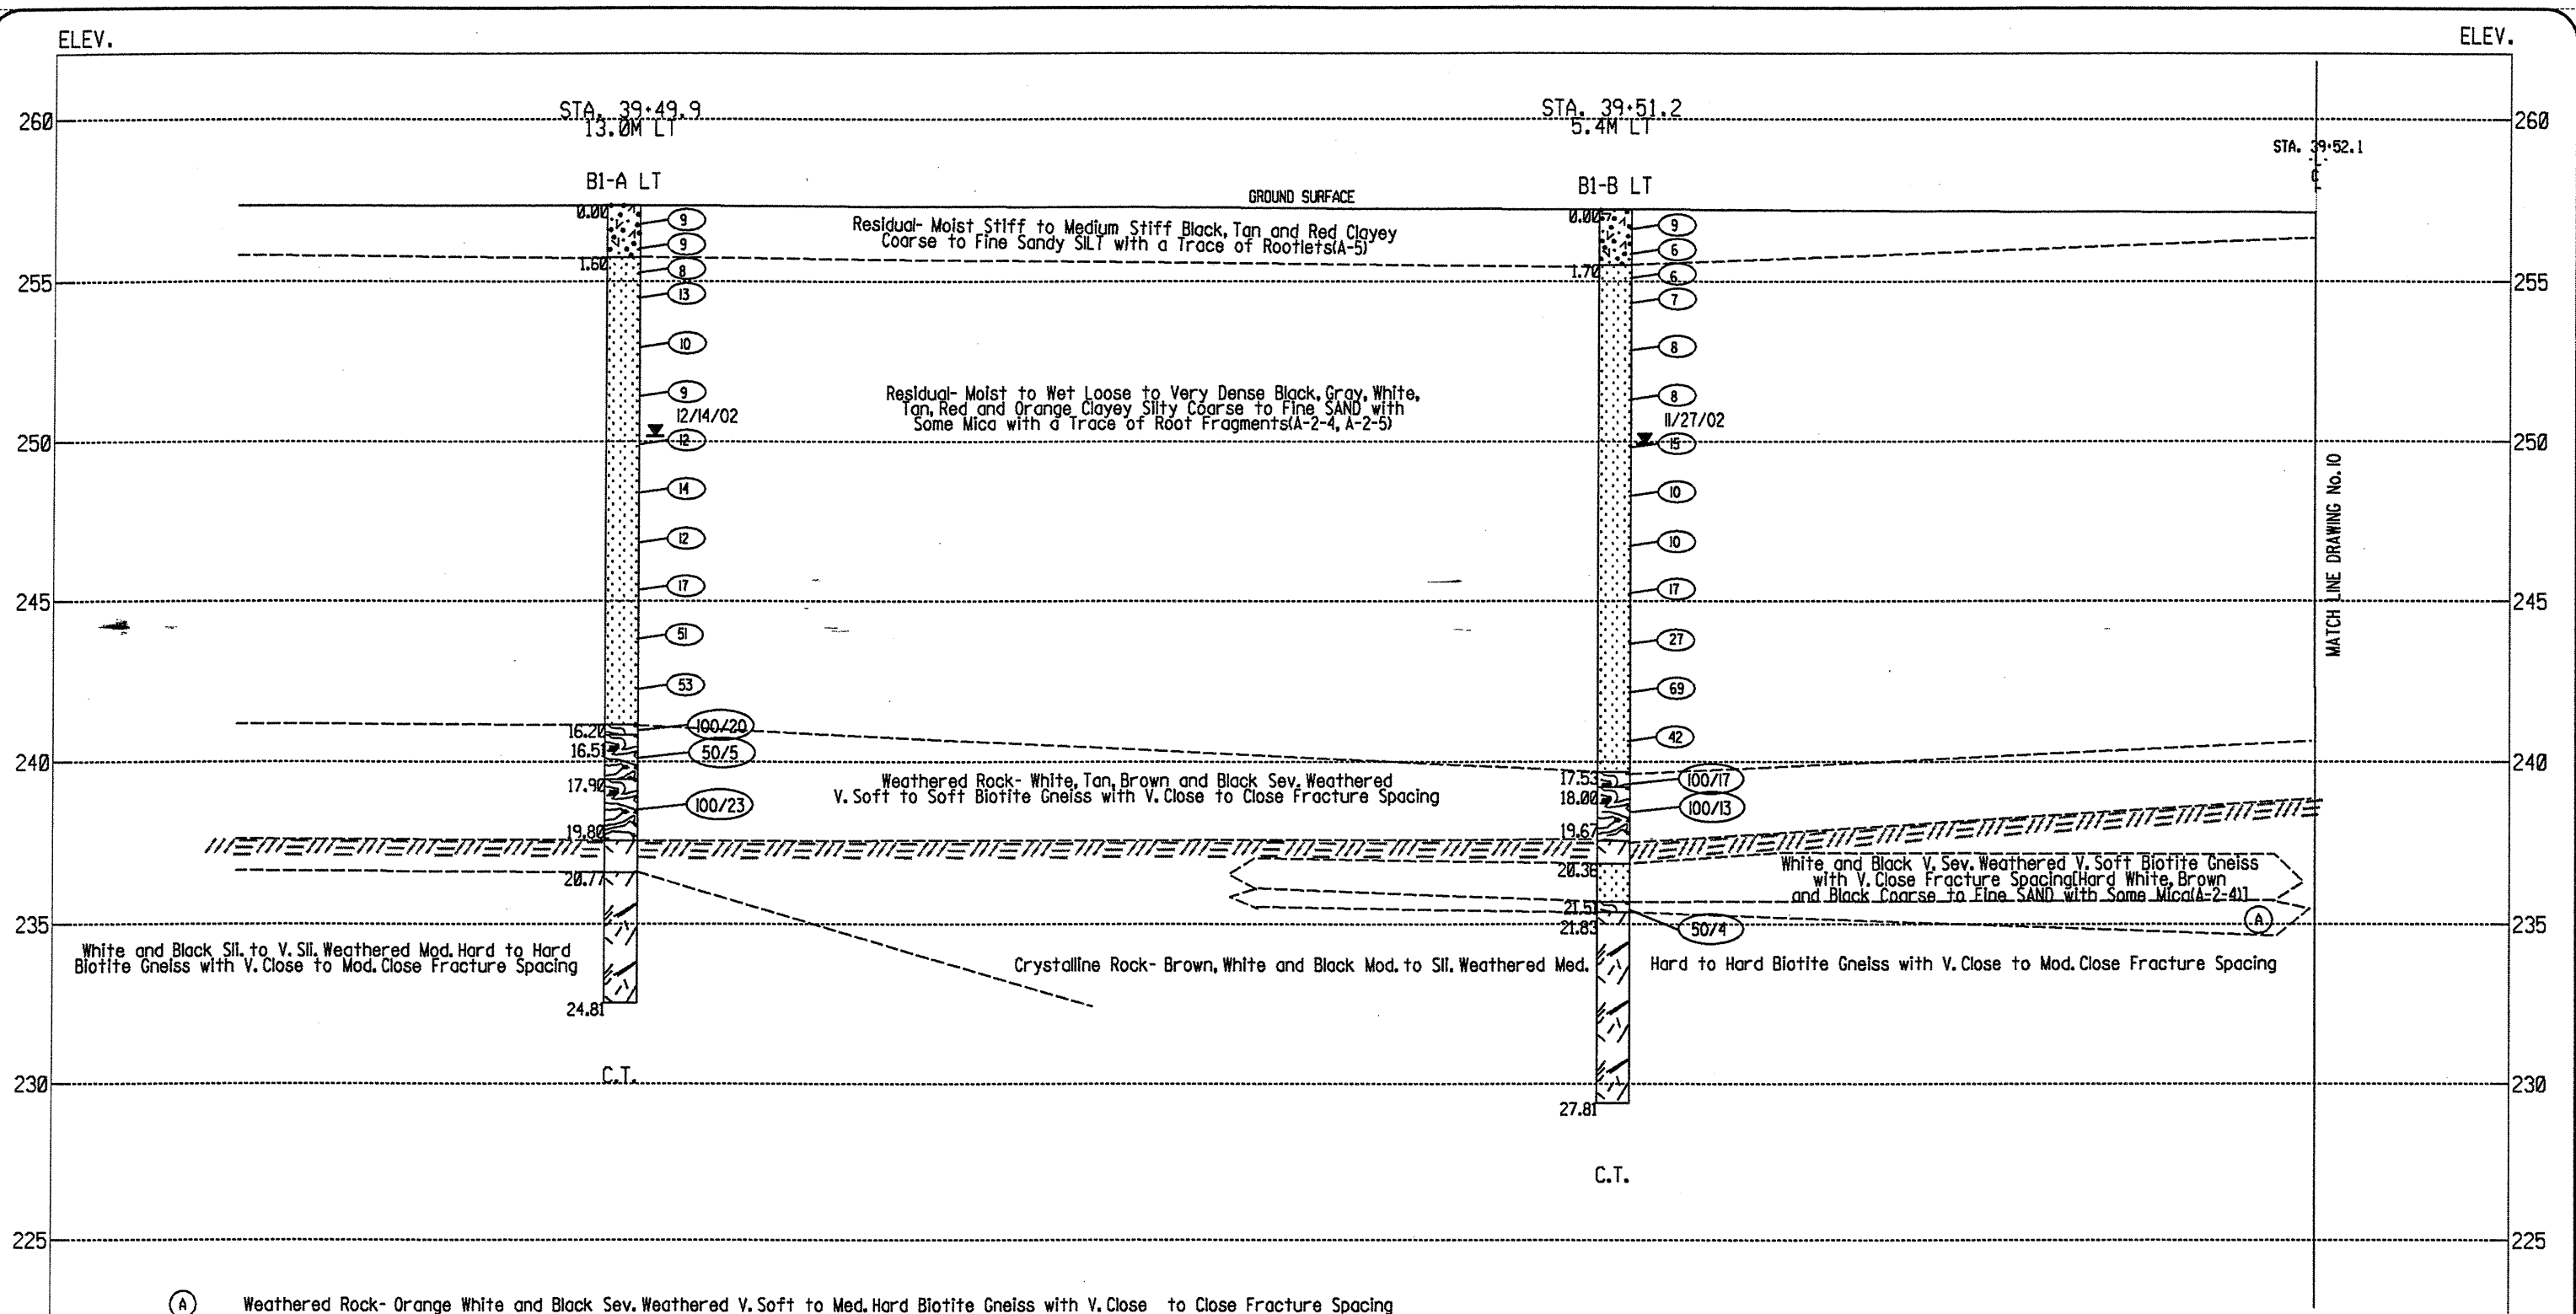 ELEV.
ELEV.
STA. 39+49.9
13.0M LT
STA. 39+51.2
5.4M LT
260
260
STA. 39+52.1
B1-A LT
B1-B LT
GROUND SURFACE
0.00
9
Residual- Moist Stiff to Medium Stiff Black, Tan and Red Clayey
Coarse to Fine Sandy SILT with a Trace of Rootlets(A-5)
0.00
9
9
6
1.60
8
1.70
6
255
13
7
255
10
8
9
Residual- Moist to Wet Loose to Very Dense Black, Gray, White,
Tan, Red and Orange Clayey Silty Coarse to Fine SAND with
Some Mica with a Trace of Root Fragments(A-2-4, A-2-5)
8
12/14/02
11/27/02
250
12
15
250
14
10
MATCH LINE DRAWING No. 10
12
10
17
17
245
245
51
27
53
69
16.20
100/20
42
16.51
50/5
240
240
17.90
100/23
Weathered Rock- White, Tan, Brown and Black Sev. Weathered
V. Soft to Soft Biotite Gneiss with V. Close to Close Fracture Spacing
17.53
100/17
18.00
100/13
19.80
19.67
20.77
20.36
White and Black V. Sev. Weathered V. Soft Biotite Gneiss
with V. Close Fracture Spacing[Hard White, Brown
and Black Coarse to Fine SAND with Some Mica(A-2-4)]
21.51
A
235
21.83
50/4
235
White and Black Sli. to V. Sli. Weathered Mod. Hard to Hard
Biotite Gneiss with V. Close to Mod. Close Fracture Spacing
Crystalline Rock- Brown, White and Black Mod. to Sli. Weathered Med. Hard to Hard Biotite Gneiss with V. Close to Mod. Close Fracture Spacing
24.81
C.T.
230
230
27.81
C.T.
225
225
A Weathered Rock- Orange White and Black Sev. Weathered V. Soft to Med. Hard Biotite Gneiss with V. Close to Close Fracture Spacing